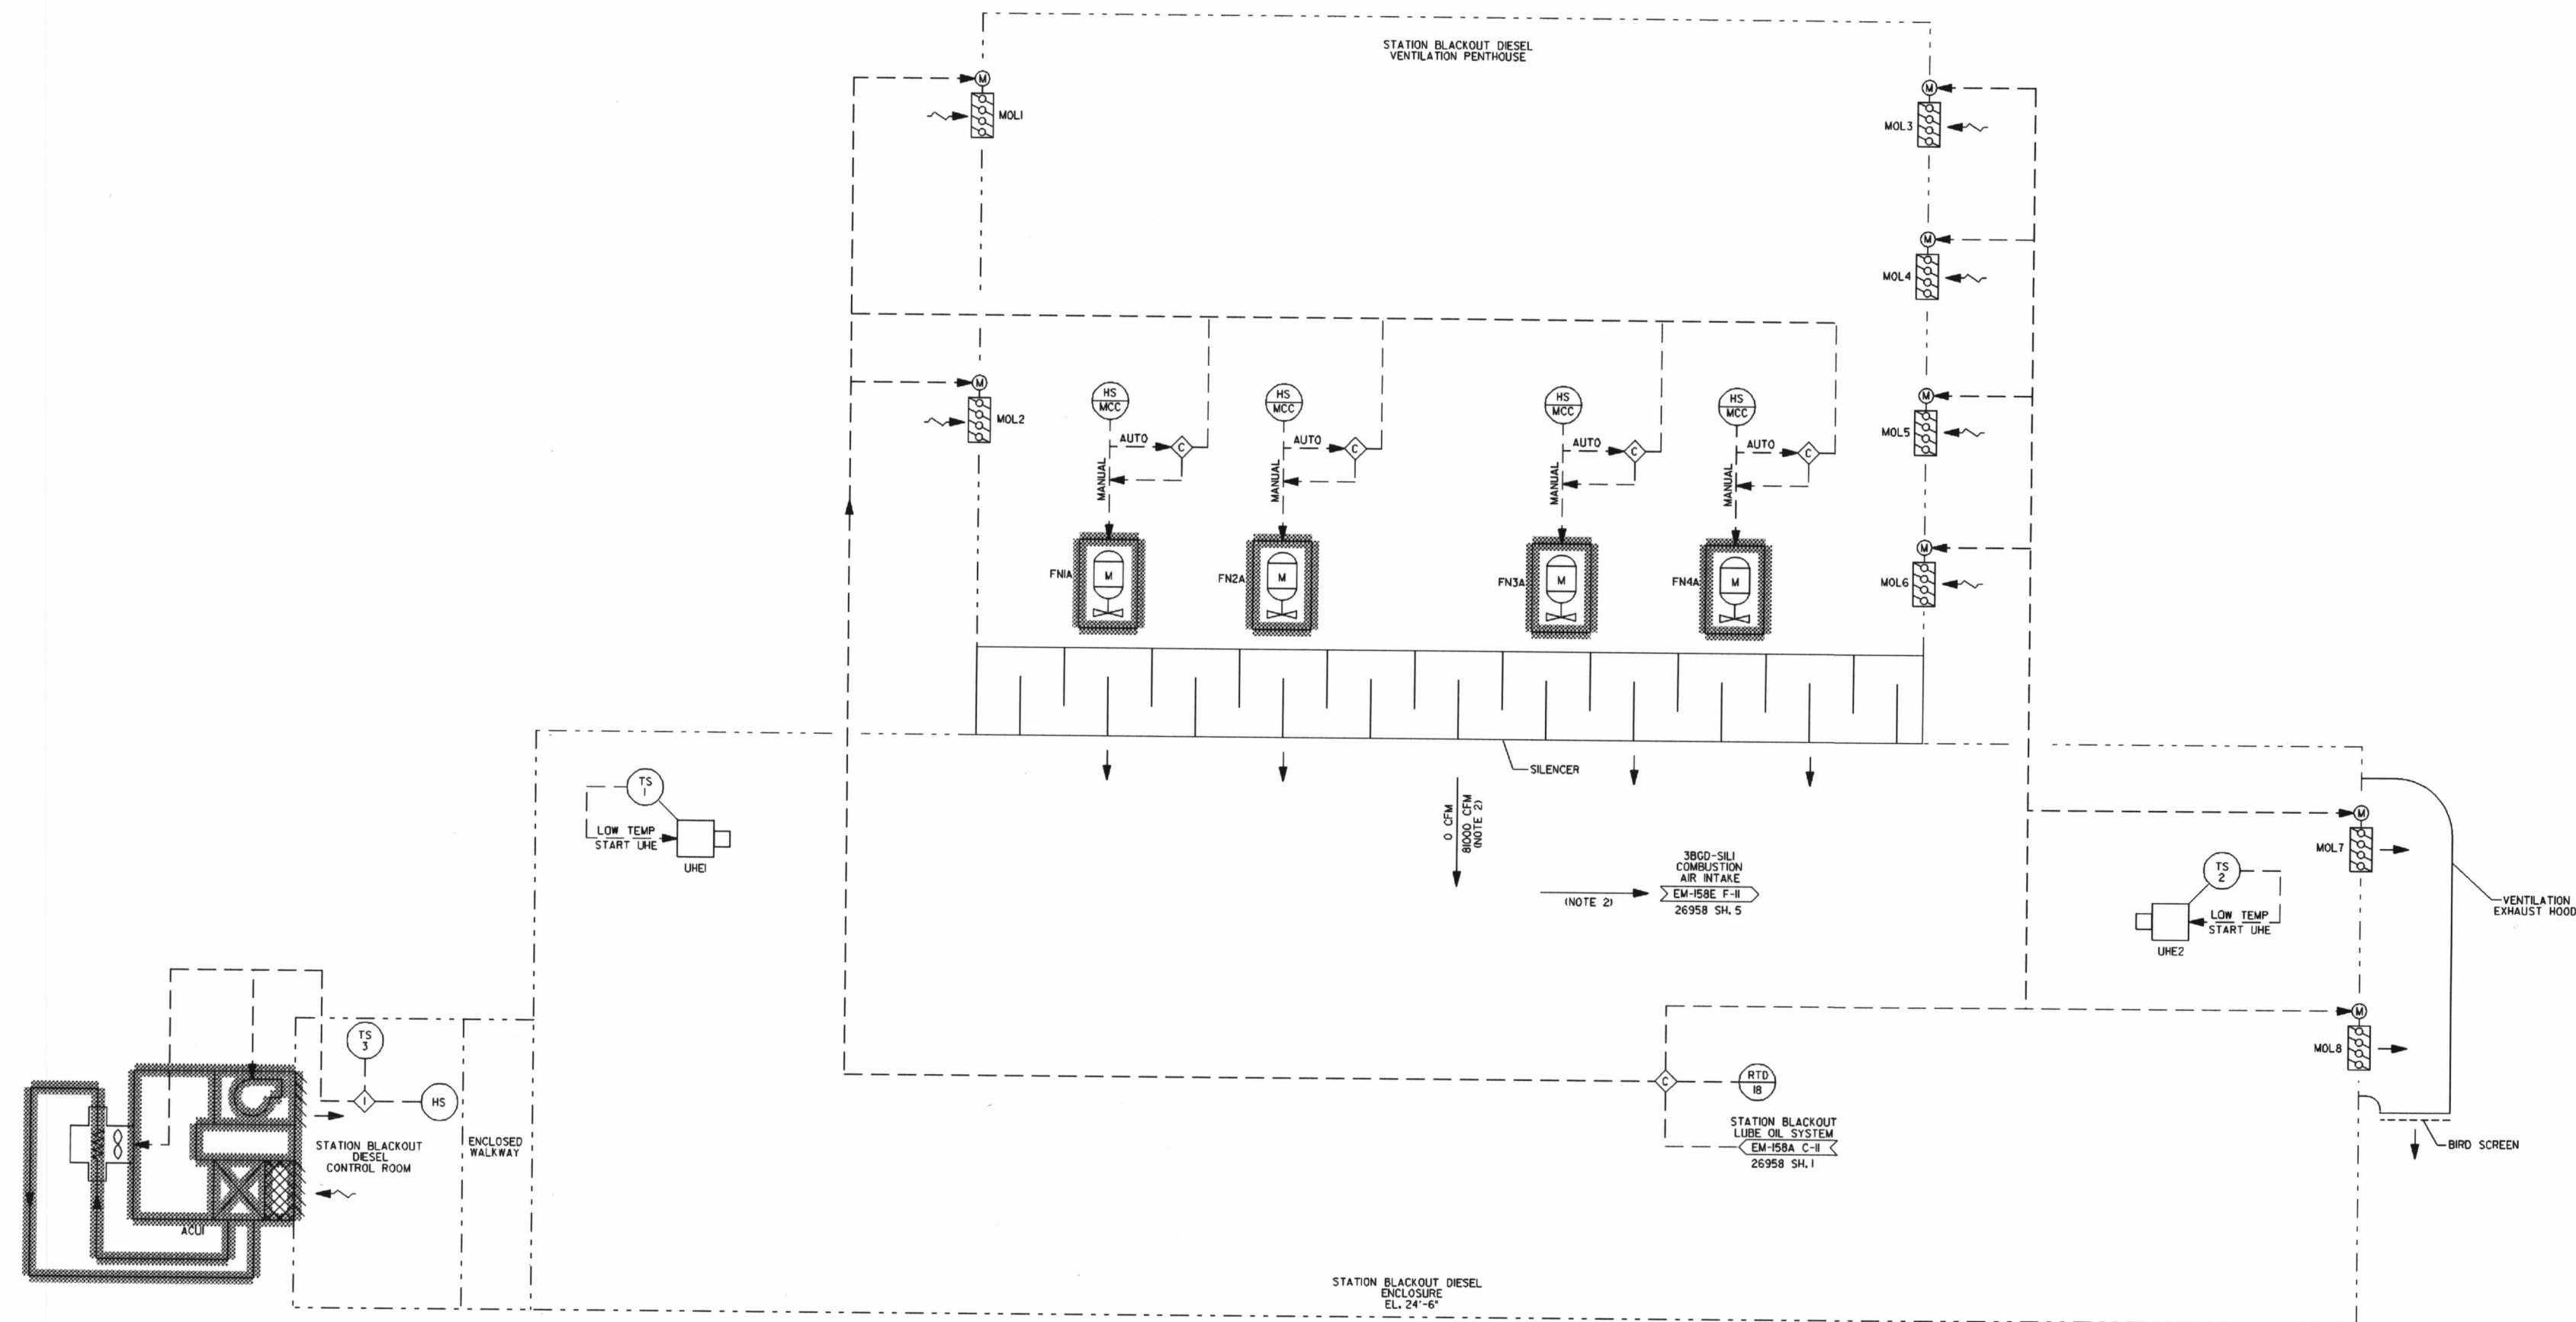 STATION BLACKOUT DIESEL
VENTILATION PENTHOUSE
M
MOL1
M
MOL3
M
MOL4
M
MOL2
HS
MCC
AUTO
C
MANUAL
HS
MCC
AUTO
C
MANUAL
HS
MCC
AUTO
C
MANUAL
HS
MCC
AUTO
C
MANUAL
M
MOL5
M
MOL6
FN1A
M
FN2A
M
FN3A
M
FN4A
M
SILENCER
TS
1
LOW TEMP
START UHE
UHE1
0 CFM
81000 CFM
(NOTE 2)
(NOTE 2)
3BGD-SIL1
COMBUSTION
AIR INTAKE
EM-158E F-11
26958 SH. 5
M
MOL7
TS
2
LOW TEMP
START UHE
UHE2
VENTILATION
EXHAUST HOOD
M
MOL8
BIRD SCREEN
TS
3
I
HS
ACU1
STATION BLACKOUT
DIESEL
CONTROL ROOM
ENCLOSED
WALKWAY
C
RTD
18
STATION BLACKOUT
LUBE OIL SYSTEM
EM-158A C-11
26958 SH. 1
STATION BLACKOUT DIESEL
ENCLOSURE
EL. 24'-6"